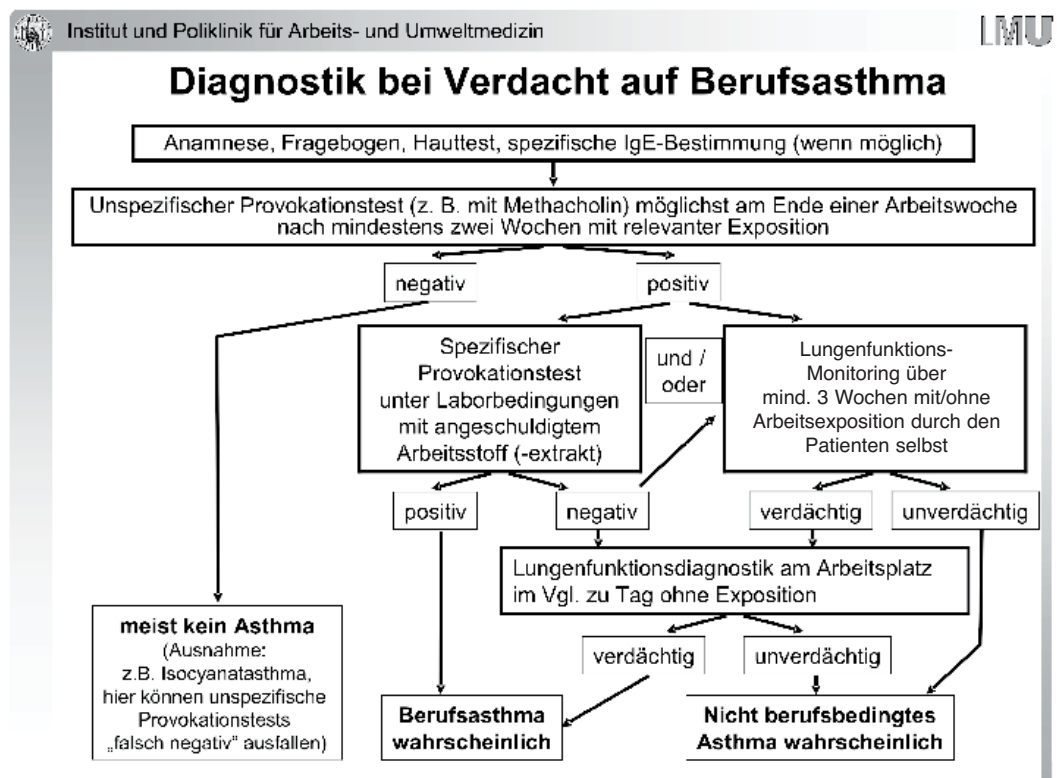 Institut und Poliklinik für Arbeits- und Umweltmedizin
LMU
Diagnostik bei Verdacht auf Berufsasthma
Anamnese, Fragebogen, Hauttest, spezifische IgE-Bestimmung (wenn möglich)
Unspezifischer Provokationstest (z. B. mit Methacholin) möglichst am Ende einer Arbeitswoche
nach mindestens zwei Wochen mit relevanter Exposition
negativ
positiv
Spezifischer
Provokationstest
unter Laborbedingungen
mit angeschuldigtem
Arbeitsstoff (-extrakt)
und /
oder
Lungenfunktions-
Monitoring über
mind. 3 Wochen mit/ohne
Arbeitsexposition durch den
Patienten selbst
positiv
negativ
verdächtig
unverdächtig
Lungenfunktionsdiagnostik am Arbeitsplatz
im Vgl. zu Tag ohne Exposition
meist kein Asthma
(Ausnahme:
z.B. Isocyanatasthma,
hier können unspezifische
Provokationstests
„falsch negativ" ausfallen)
verdächtig
unverdächtig
Berufsasthma
wahrscheinlich
Nicht berufsbedingtes
Asthma wahrscheinlich